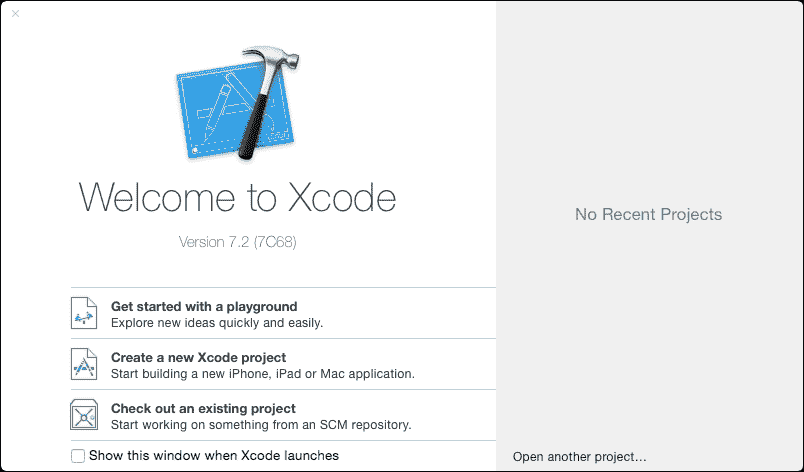 Welcome to Xcode
Version 7.2 (7C68)
Get started with a playground
Explore new ideas quickly and easily.
Create a new Xcode project
Start building a new iPhone, iPad or Mac application.
Check out an existing project
Start working on something from an SCM repository.
Show this window when Xcode launches
No Recent Projects
Open another project...